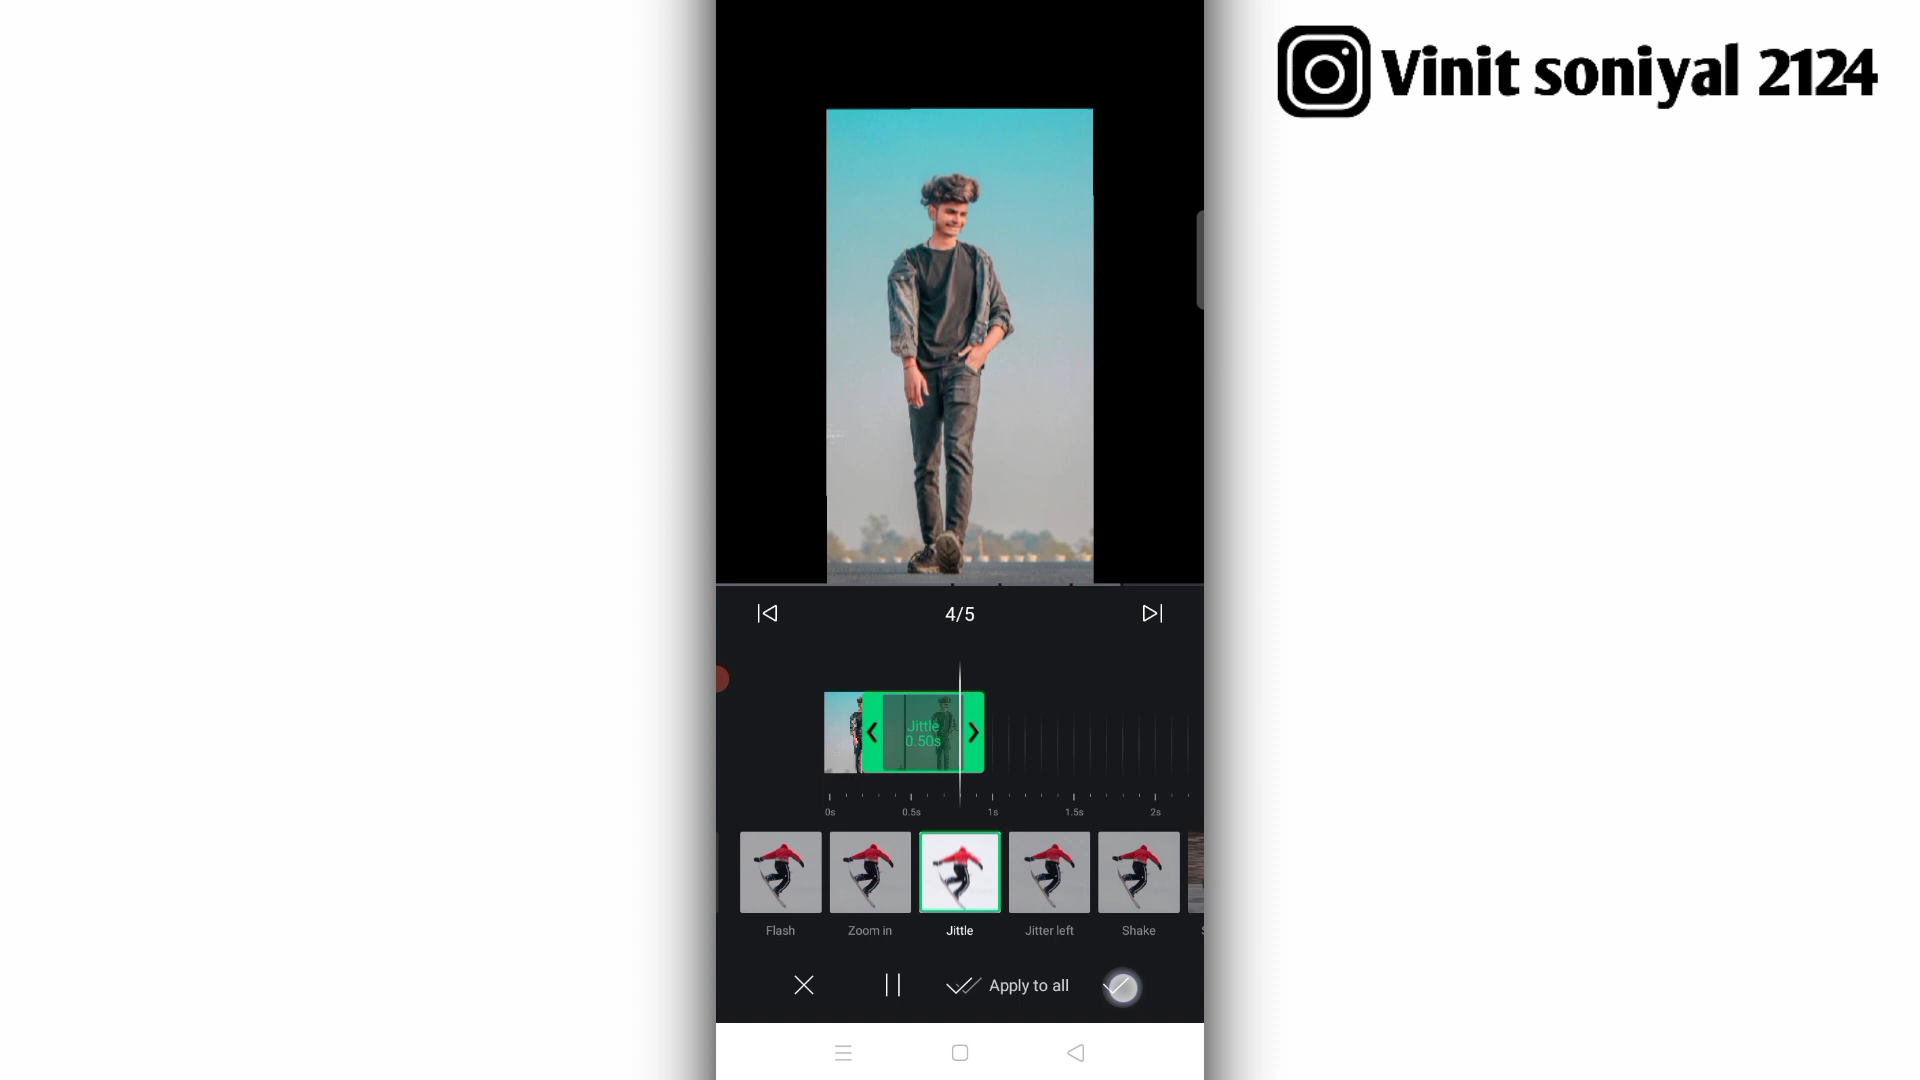 Vinit soniyal 2124
4/5
Jittle
0.50s
0s 0.5s 1s 1.5s 2s
Flash Zoom in Jittle Jitter left Shake
Apply to all